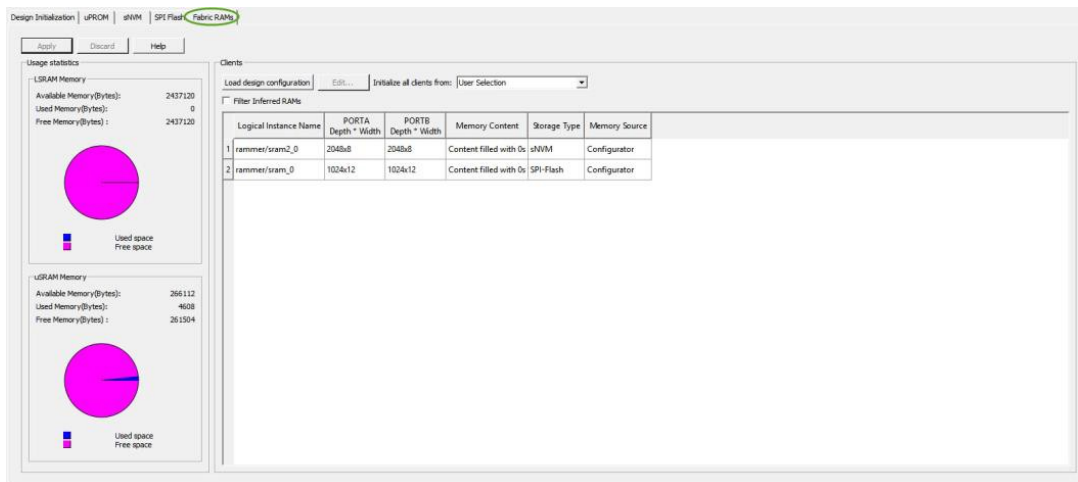 Design Initialization uPROM sNVM SPI Flash Fabric RAMs
Apply Discard Help
Usage statistics
LSRAM Memory
Available Memory(Bytes): 2437120
Used Memory(Bytes): 0
Free Memory(Bytes) : 2437120
Used space
Free space
uSRAM Memory
Available Memory(Bytes): 266112
Used Memory(Bytes): 4608
Free Memory(Bytes) : 261504
Used space
Free space
Clients
Load design configuration Edit... Initialize all clients from: User Selection
Filter Inferred RAMs
Logical Instance Name PORTA Depth * Width PORTB Depth * Width Memory Content Storage Type Memory Source
1 rammer/sram2_0 2048x8 2048x8 Content filled with 0s sNVM Configurator
2 rammer/sram_0 1024x12 1024x12 Content filled with 0s SPI-Flash Configurator